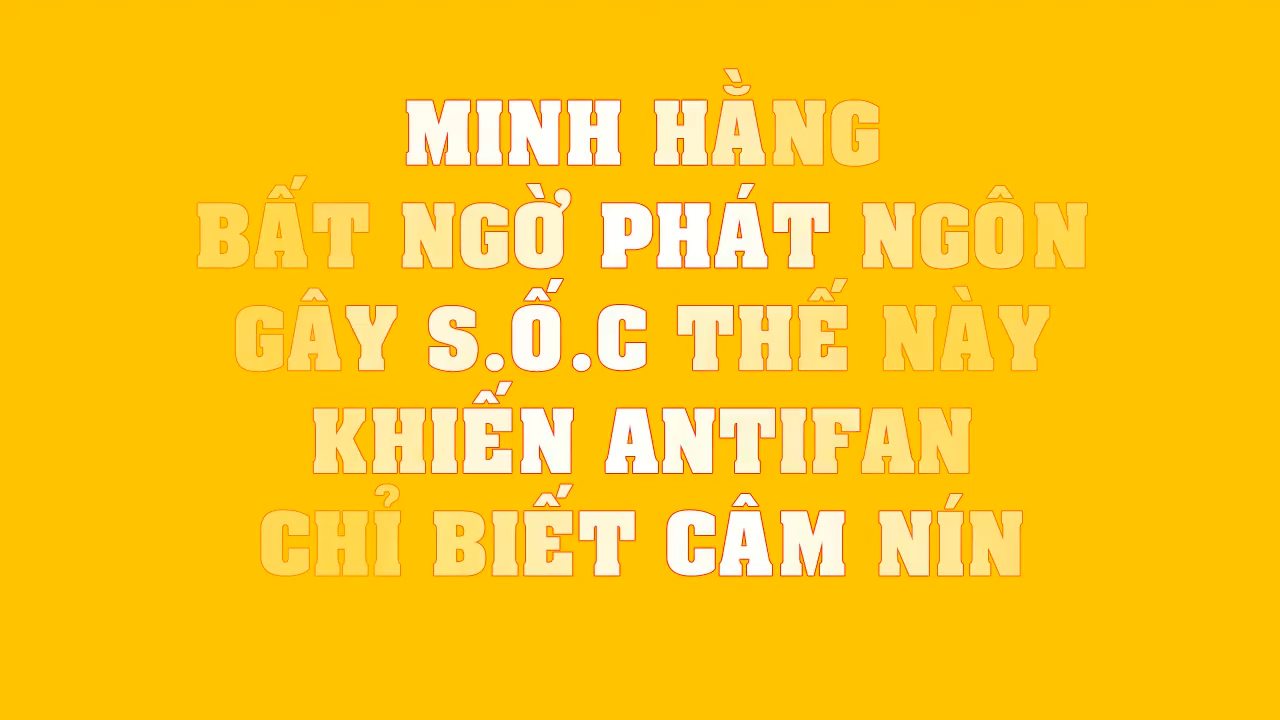 MINH HẰNG
BẤT NGỜ PHÁT NGÔN
GÂY S.Ố.C THẾ NÀY
KHIẾN ANTIFAN
CHỈ BIẾT CÂM NÍN